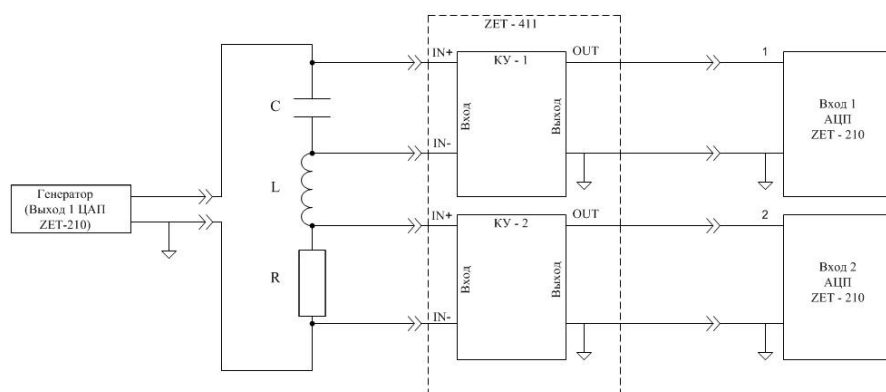 ZET - 411
IN+
КУ - 1
OUT
1
C
Вход
Выход
Вход 1
АЦП
ZET - 210
IN-
L
Генератор
(Выход 1 ЦАП
ZET-210)
IN+
КУ - 2
OUT
2
R
Вход
Выход
Вход 2
АЦП
ZET - 210
IN-